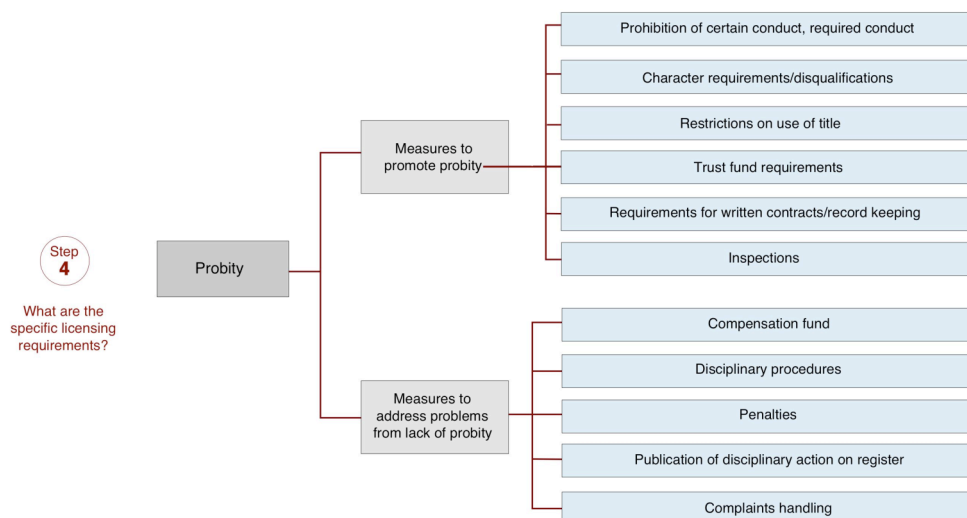 Step
4
What are the
specific licensing
requirements?
Probity
Measures to
promote probity
Prohibition of certain conduct, required conduct
Character requirements/disqualifications
Restrictions on use of title
Trust fund requirements
Requirements for written contracts/record keeping
Inspections
Measures to
address problems
from lack of probity
Compensation fund
Disciplinary procedures
Penalties
Publication of disciplinary action on register
Complaints handling